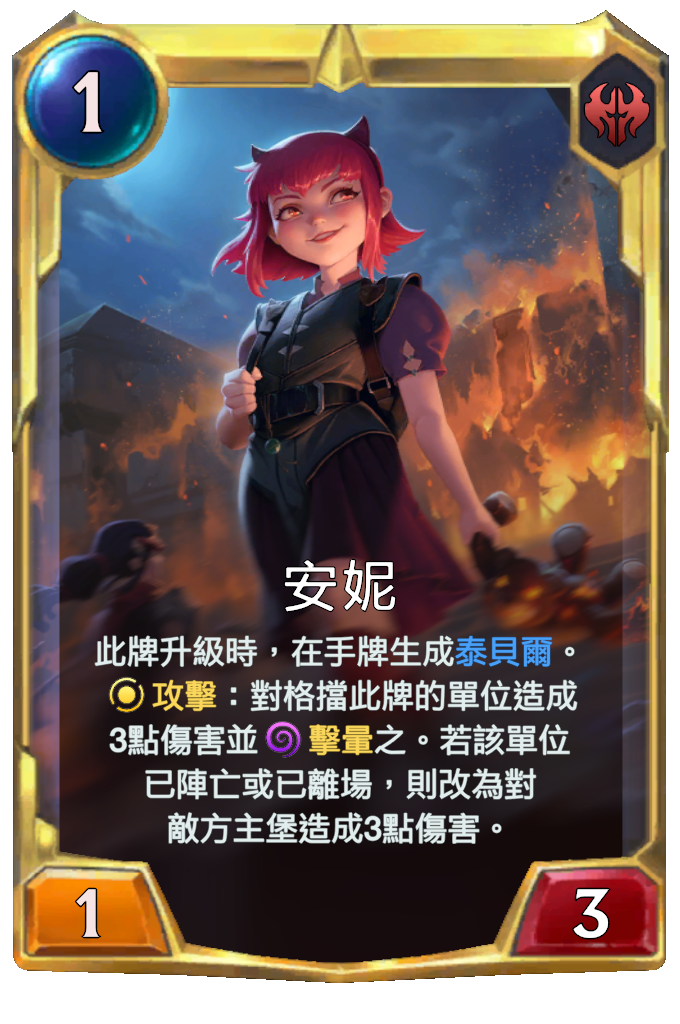 1
安妮
此牌升級時，在手牌生成泰貝爾。
攻擊：對格擋此牌的單位造成
3點傷害並擊暈之。若該單位
已陣亡或已離場，則改為對
敵方主堡造成3點傷害。
1
3